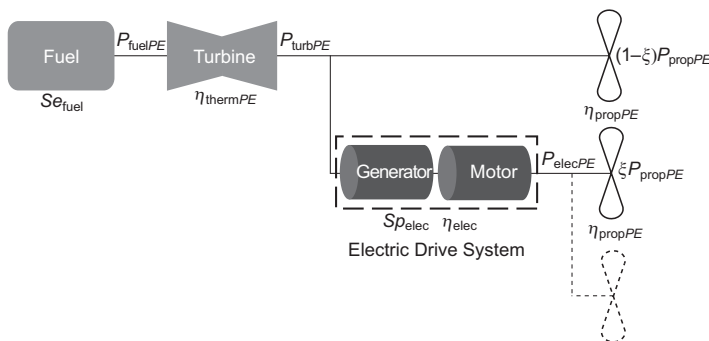 Fuel
P_fuelPE
Turbine
P_turbPE
(1–ξ)P_propPE
Se_fuel
η_thermPE
η_propPE
Generator
Motor
P_elecPE
ξP_propPE
Sp_elec
η_elec
η_propPE
Electric Drive System